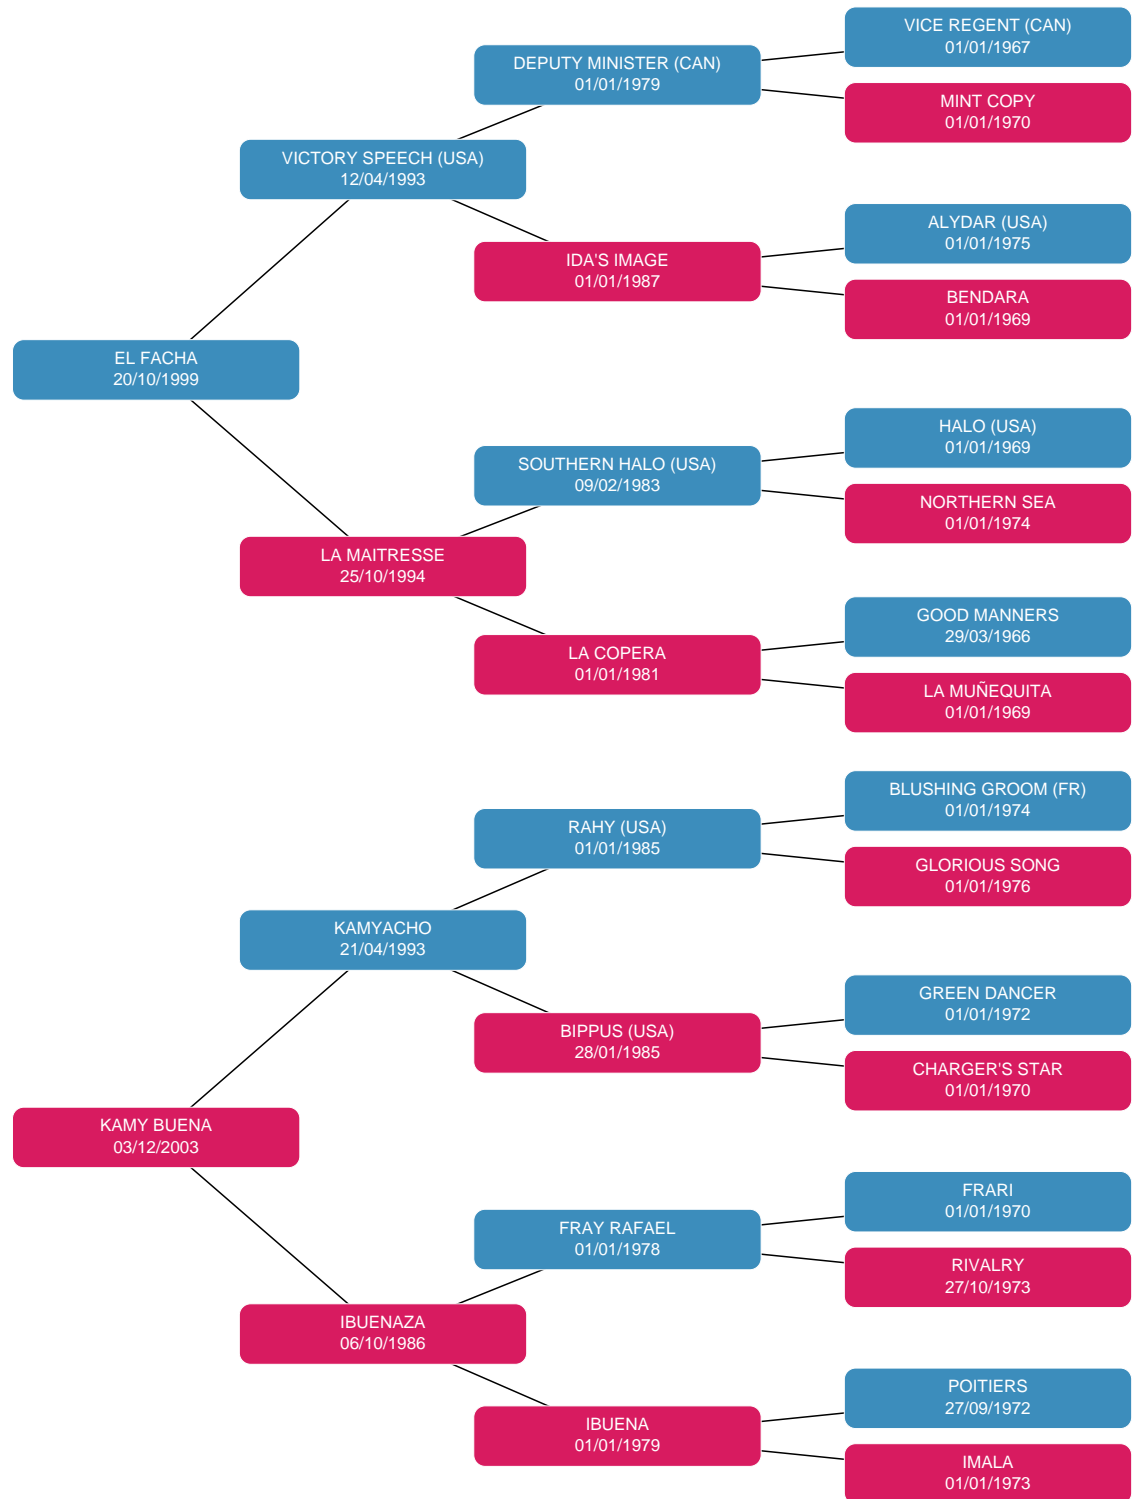 VICE REGENT (CAN)
01/01/1967
DEPUTY MINISTER (CAN)
01/01/1979
MINT COPY
01/01/1970
VICTORY SPEECH (USA)
12/04/1993
ALYDAR (USA)
01/01/1975
IDA'S IMAGE
01/01/1987
BENDARA
01/01/1969
EL FACHA
20/10/1999
HALO (USA)
01/01/1969
SOUTHERN HALO (USA)
09/02/1983
NORTHERN SEA
01/01/1974
LA MAITRESSE
25/10/1994
GOOD MANNERS
29/03/1966
LA COPERA
01/01/1981
LA MUÑEQUITA
01/01/1969
BLUSHING GROOM (FR)
01/01/1974
RAHY (USA)
01/01/1985
GLORIOUS SONG
01/01/1976
KAMYACHO
21/04/1993
GREEN DANCER
01/01/1972
BIPPUS (USA)
28/01/1985
CHARGER'S STAR
01/01/1970
KAMY BUENA
03/12/2003
FRARI
01/01/1970
FRAY RAFAEL
01/01/1978
RIVALRY
27/10/1973
IBUENAZA
06/10/1986
POITIERS
27/09/1972
IBUENA
01/01/1979
IMALA
01/01/1973